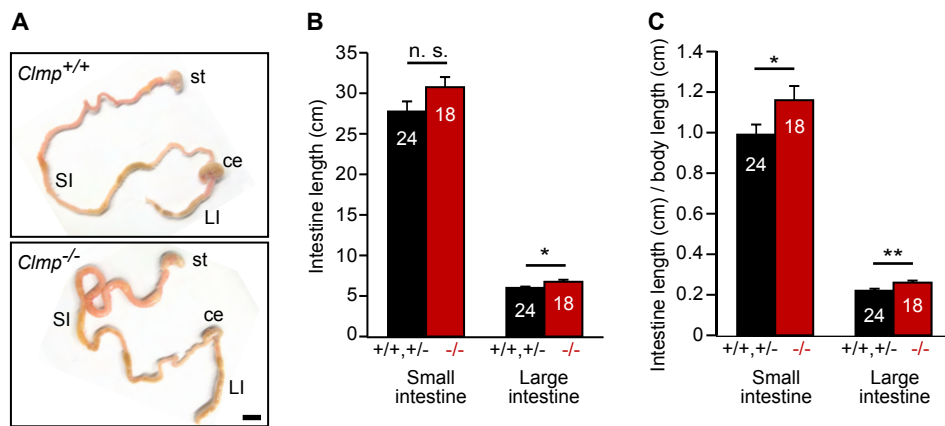 A
Clmp+/+
st
SI
ce
LI
Clmp-/-
st
SI
ce
LI
B
Intestine length (cm)
35
30
25
20
15
10
5
0
n. s.
24
18
*
24
18
+/+,+/- -/- +/+,+/- -/-
Small intestine
Large intestine
C
Intestine length (cm) / body length (cm)
1.4
1.2
1.0
0.8
0.6
0.4
0.2
0
*
24
18
**
24
18
+/+,+/- -/- +/+,+/- -/-
Small intestine
Large intestine